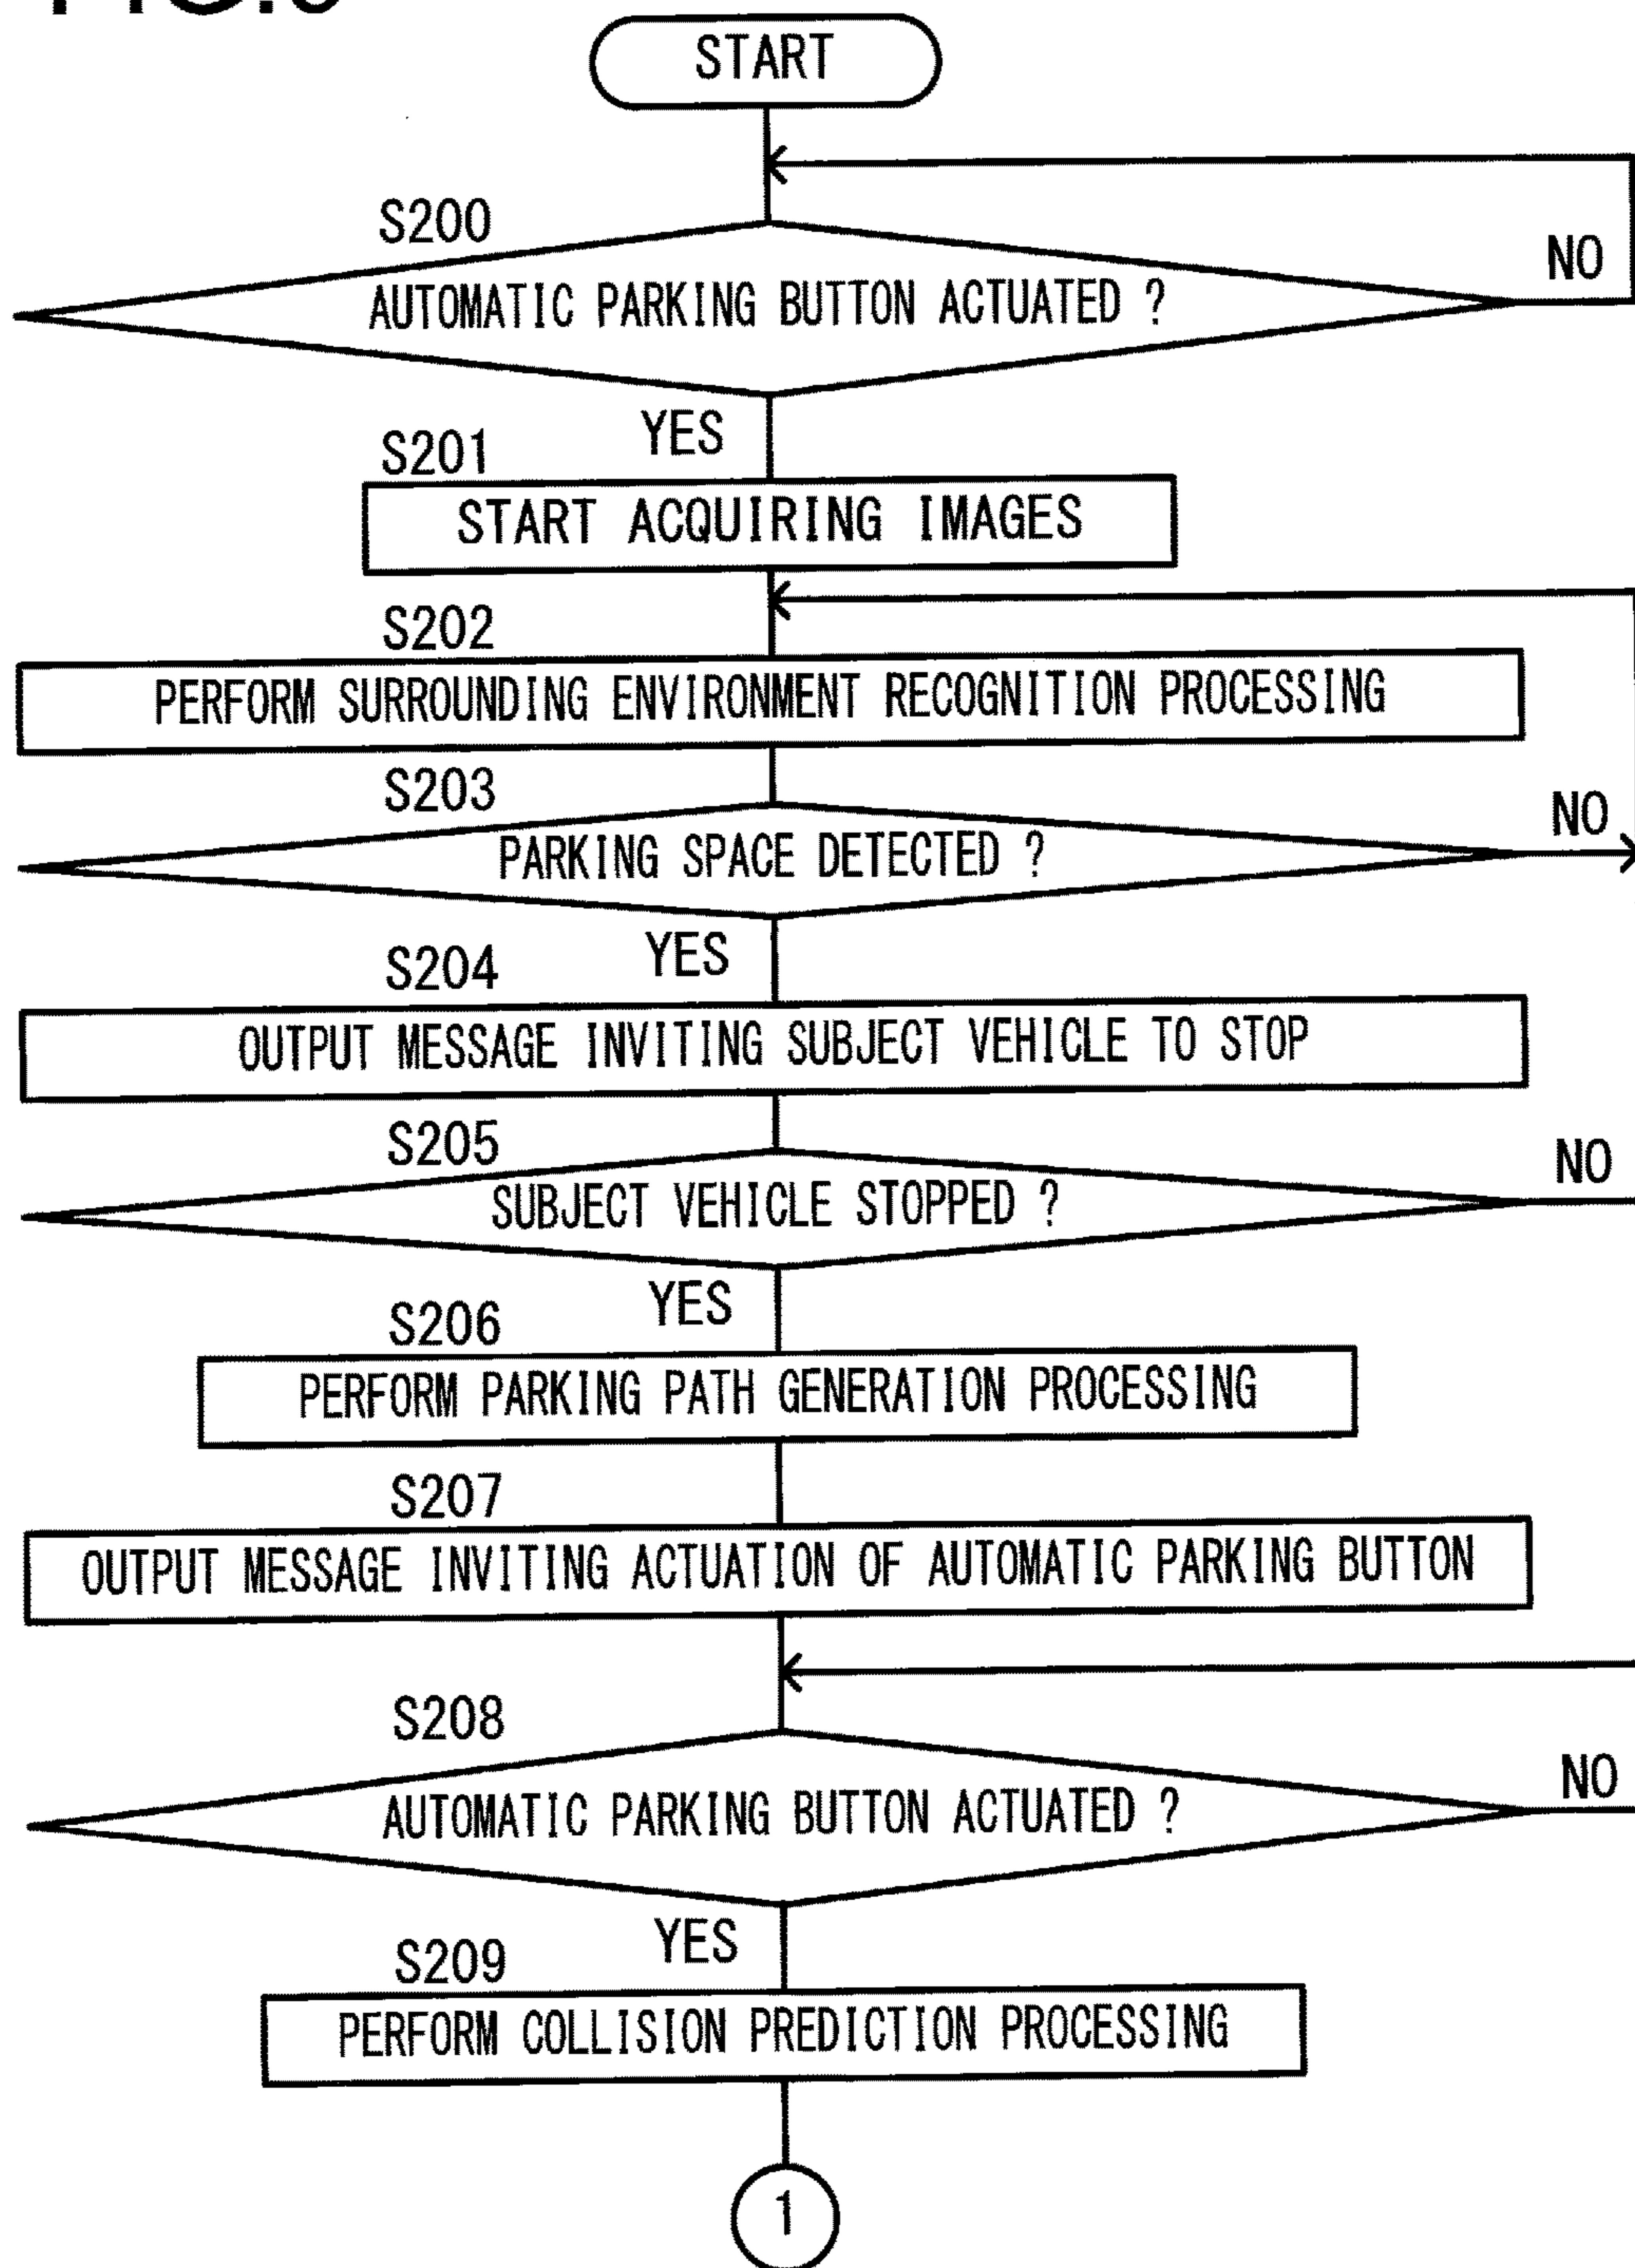 START
S200
AUTOMATIC PARKING BUTTON ACTUATED ?
NO
YES
S201
START ACQUIRING IMAGES
S202
PERFORM SURROUNDING ENVIRONMENT RECOGNITION PROCESSING
S203
PARKING SPACE DETECTED ?
NO
YES
S204
OUTPUT MESSAGE INVITING SUBJECT VEHICLE TO STOP
S205
SUBJECT VEHICLE STOPPED ?
NO
YES
S206
PERFORM PARKING PATH GENERATION PROCESSING
S207
OUTPUT MESSAGE INVITING ACTUATION OF AUTOMATIC PARKING BUTTON
S208
AUTOMATIC PARKING BUTTON ACTUATED ?
NO
YES
S209
PERFORM COLLISION PREDICTION PROCESSING
1